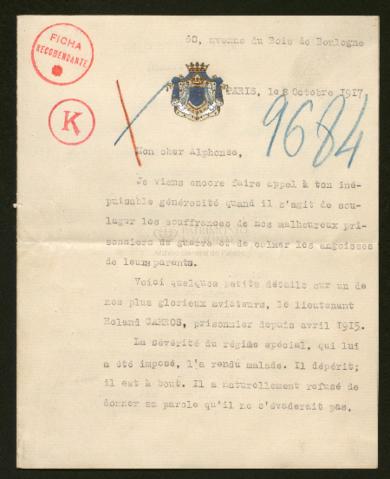 60, avenue du Bois de Boulogne
FICHA
RECOMENDANTE
PARIS, le 8 Octobre 1917
K
9684
Mon cher Alphonse,
Je viens encore faire appel à ton iné-
puisable générosité quand il s'agit de sou-
lager les souffrances de nos malheureux pri-
sonniers de guerre et de calmer les angoisses
de leurs parents.
Voici quelques petits détails sur un de
nos plus glorieux aviateurs, le lieutenant
Roland GARROS, prisonnier depuis avril 1915.
La sévérité du régime spécial, qui lui
a été imposé, l'a rendu malade. Il dépérit;
il est à bout. Il a naturellement refusé de
donner sa parole qu'il ne s'évaderait pas.